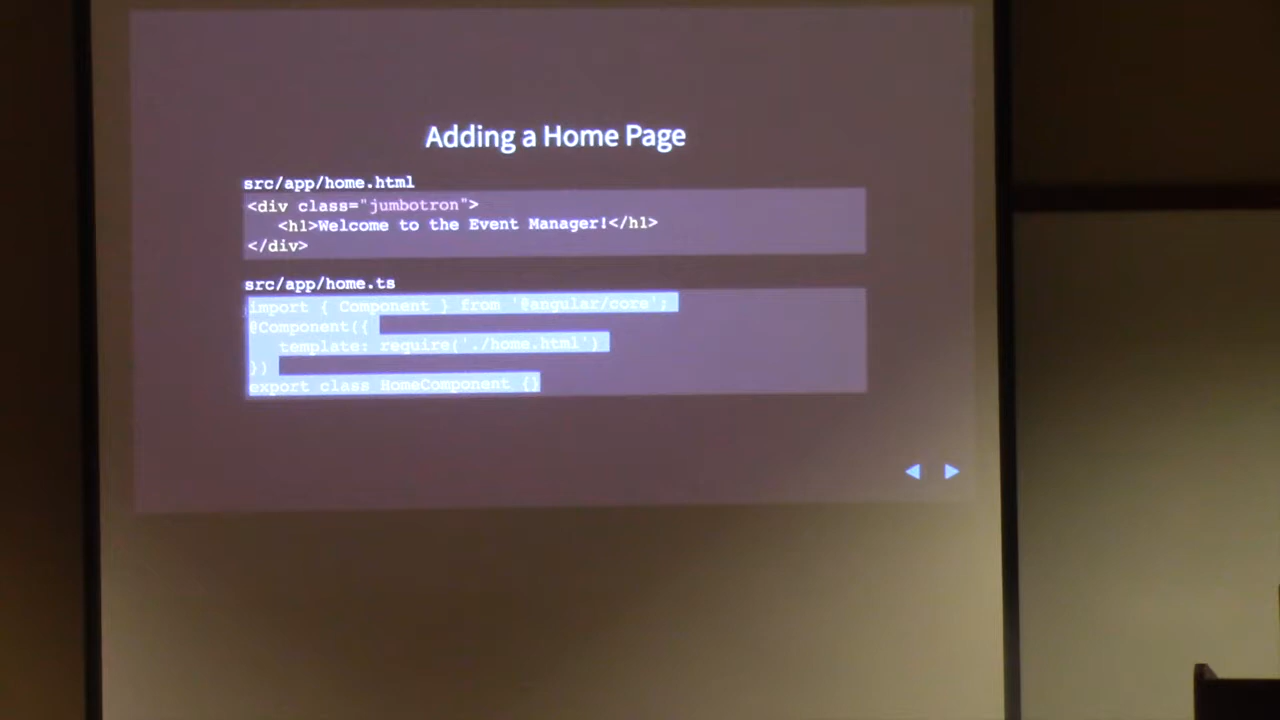 Adding a Home Page
src/app/home.html
<div class="jumbotron">
   <h1>Welcome to the Event Manager!</h1>
</div>
src/app/home.ts
import { Component } from '@angular/core';
@Component({
   template: require('./home.html')
})
export class HomeComponent {}